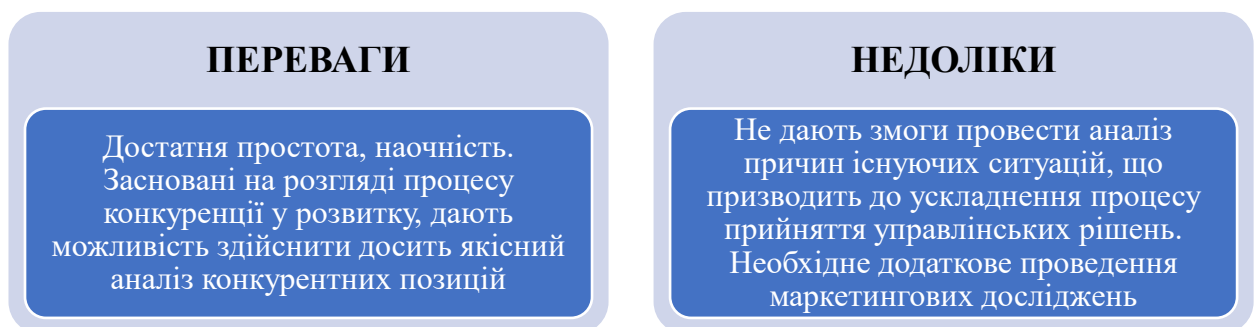 ПЕРЕВАГИ
Достатня простота, наочність.
Засновані на розгляді процесу
конкуренції у розвитку, дають
можливість здійснити досить якісний
аналіз конкурентних позицій
НЕДОЛІКИ
Не дають змоги провести аналіз
причин існуючих ситуацій, що
призводить до ускладнення процесу
прийняття управлінських рішень.
Необхідне додаткове проведення
маркетингових досліджень